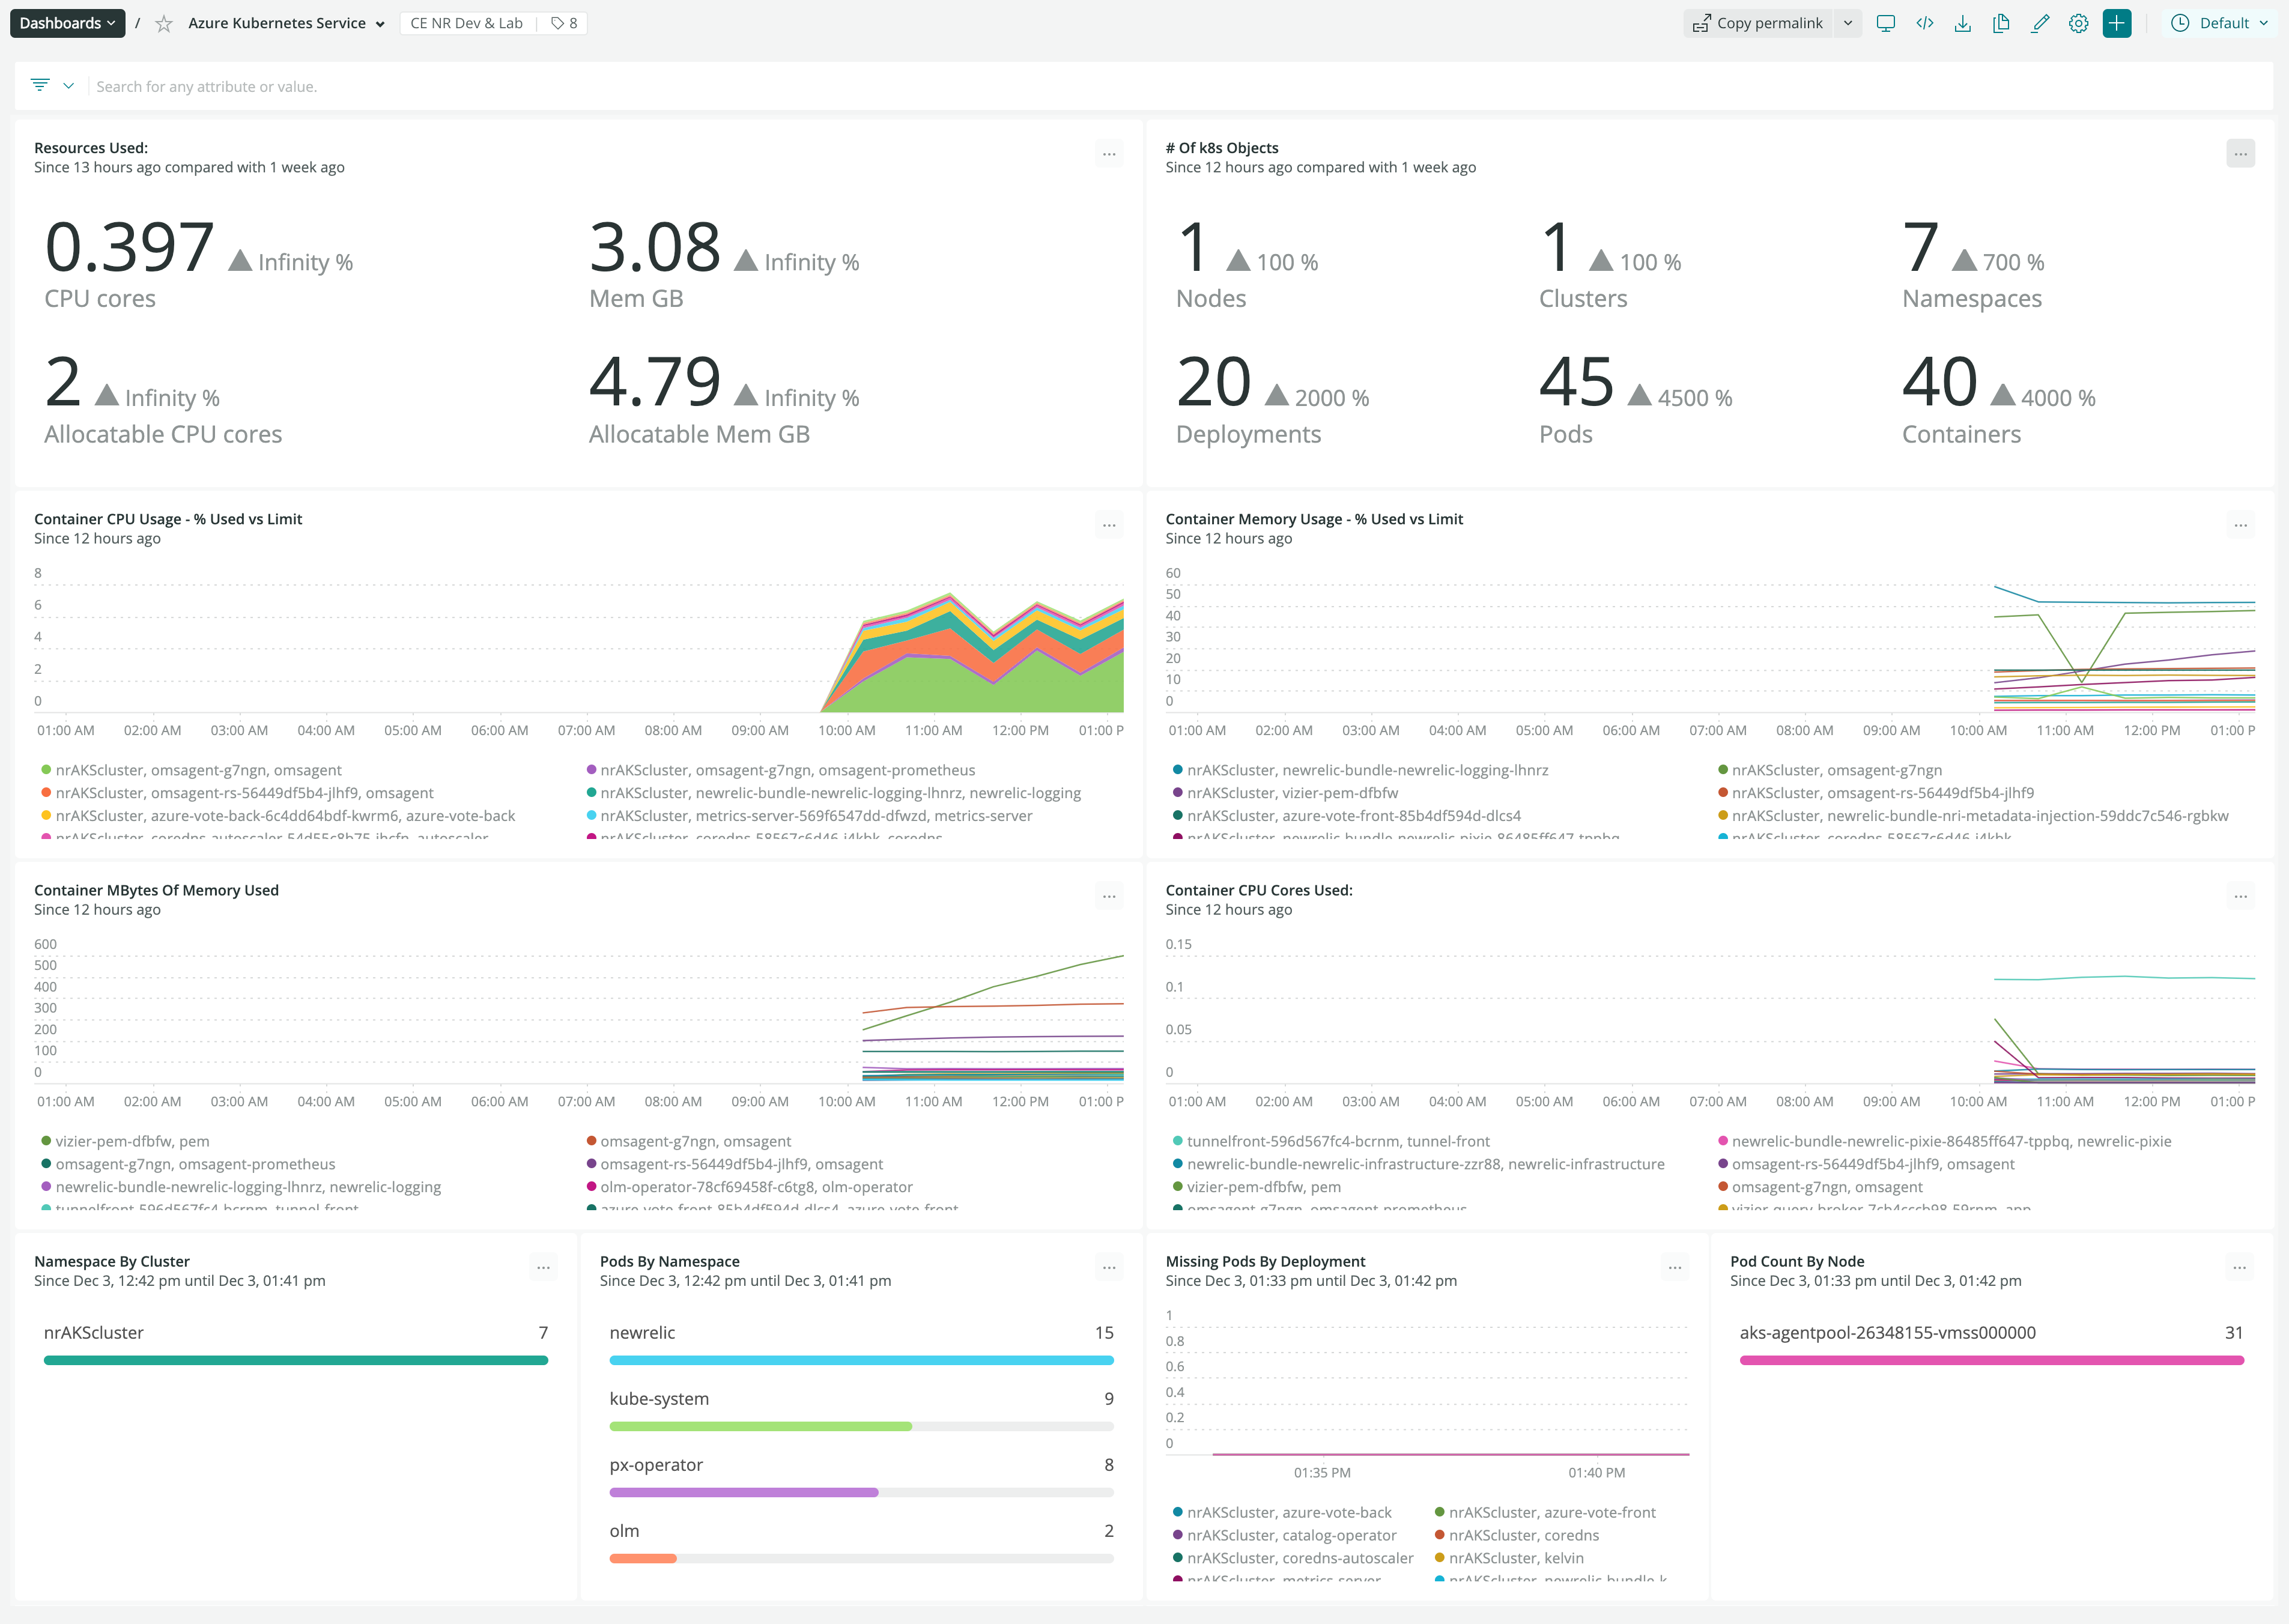 Dashboards / Azure Kubernetes Service CE NR Dev & Lab 8 Copy permalink Default
Search for any attribute or value.
Resources Used:
Since 13 hours ago compared with 1 week ago
0.397 Infinity %
CPU cores
3.08 Infinity %
Mem GB
2 Infinity %
Allocatable CPU cores
4.79 Infinity %
Allocatable Mem GB
# Of k8s Objects
Since 12 hours ago compared with 1 week ago
1 100 %
Nodes
1 100 %
Clusters
7 700 %
Namespaces
20 2000 %
Deployments
45 4500 %
Pods
40 4000 %
Containers
Container CPU Usage - % Used vs Limit
Since 12 hours ago
8
6
4
2
0
01:00 AM 02:00 AM 03:00 AM 04:00 AM 05:00 AM 06:00 AM 07:00 AM 08:00 AM 09:00 AM 10:00 AM 11:00 AM 12:00 PM 01:00 P
nrAKScluster, omsagent-g7ngn, omsagent
nrAKScluster, omsagent-g7ngn, omsagent-prometheus
nrAKScluster, omsagent-rs-56449df5b4-jlhf9, omsagent
nrAKScluster, newrelic-bundle-newrelic-logging-lhnrz, newrelic-logging
nrAKScluster, azure-vote-back-6c4dd64bdf-kwrm6, azure-vote-back
nrAKScluster, metrics-server-569f6547dd-dfwzd, metrics-server
Container Memory Usage - % Used vs Limit
Since 12 hours ago
60
50
40
30
20
10
0
01:00 AM 02:00 AM 03:00 AM 04:00 AM 05:00 AM 06:00 AM 07:00 AM 08:00 AM 09:00 AM 10:00 AM 11:00 AM 12:00 PM 01:00 P
nrAKScluster, newrelic-bundle-newrelic-logging-lhnrz
nrAKScluster, omsagent-g7ngn
nrAKScluster, vizier-pem-dfbfw
nrAKScluster, omsagent-rs-56449df5b4-jlhf9
nrAKScluster, azure-vote-front-85b4df594d-dlcs4
nrAKScluster, newrelic-bundle-nri-metadata-injection-59ddc7c546-rgbkw
Container MBytes Of Memory Used
Since 12 hours ago
600
500
400
300
200
100
0
01:00 AM 02:00 AM 03:00 AM 04:00 AM 05:00 AM 06:00 AM 07:00 AM 08:00 AM 09:00 AM 10:00 AM 11:00 AM 12:00 PM 01:00 P
vizier-pem-dfbfw, pem
omsagent-g7ngn, omsagent
omsagent-g7ngn, omsagent-prometheus
omsagent-rs-56449df5b4-jlhf9, omsagent
newrelic-bundle-newrelic-logging-lhnrz, newrelic-logging
olm-operator-78cf69458f-c6tg8, olm-operator
Container CPU Cores Used:
Since 12 hours ago
0.15
0.1
0.05
0
01:00 AM 02:00 AM 03:00 AM 04:00 AM 05:00 AM 06:00 AM 07:00 AM 08:00 AM 09:00 AM 10:00 AM 11:00 AM 12:00 PM 01:00 P
tunnelfront-596d567fc4-bcrnm, tunnel-front
newrelic-bundle-newrelic-pixie-86485ff647-tppbq, newrelic-pixie
newrelic-bundle-newrelic-infrastructure-zzr88, newrelic-infrastructure
omsagent-rs-56449df5b4-jlhf9, omsagent
vizier-pem-dfbfw, pem
omsagent-g7ngn, omsagent
Namespace By Cluster
Since Dec 3, 12:42 pm until Dec 3, 01:41 pm
nrAKScluster 7
Pods By Namespace
Since Dec 3, 12:42 pm until Dec 3, 01:41 pm
newrelic 15
kube-system 9
px-operator 8
olm 2
Missing Pods By Deployment
Since Dec 3, 01:33 pm until Dec 3, 01:42 pm
1
0.8
0.6
0.4
0.2
0
01:35 PM 01:40 PM
nrAKScluster, azure-vote-back
nrAKScluster, azure-vote-front
nrAKScluster, catalog-operator
nrAKScluster, coredns
nrAKScluster, coredns-autoscaler
nrAKScluster, kelvin
Pod Count By Node
Since Dec 3, 01:33 pm until Dec 3, 01:42 pm
aks-agentpool-26348155-vmss000000 31